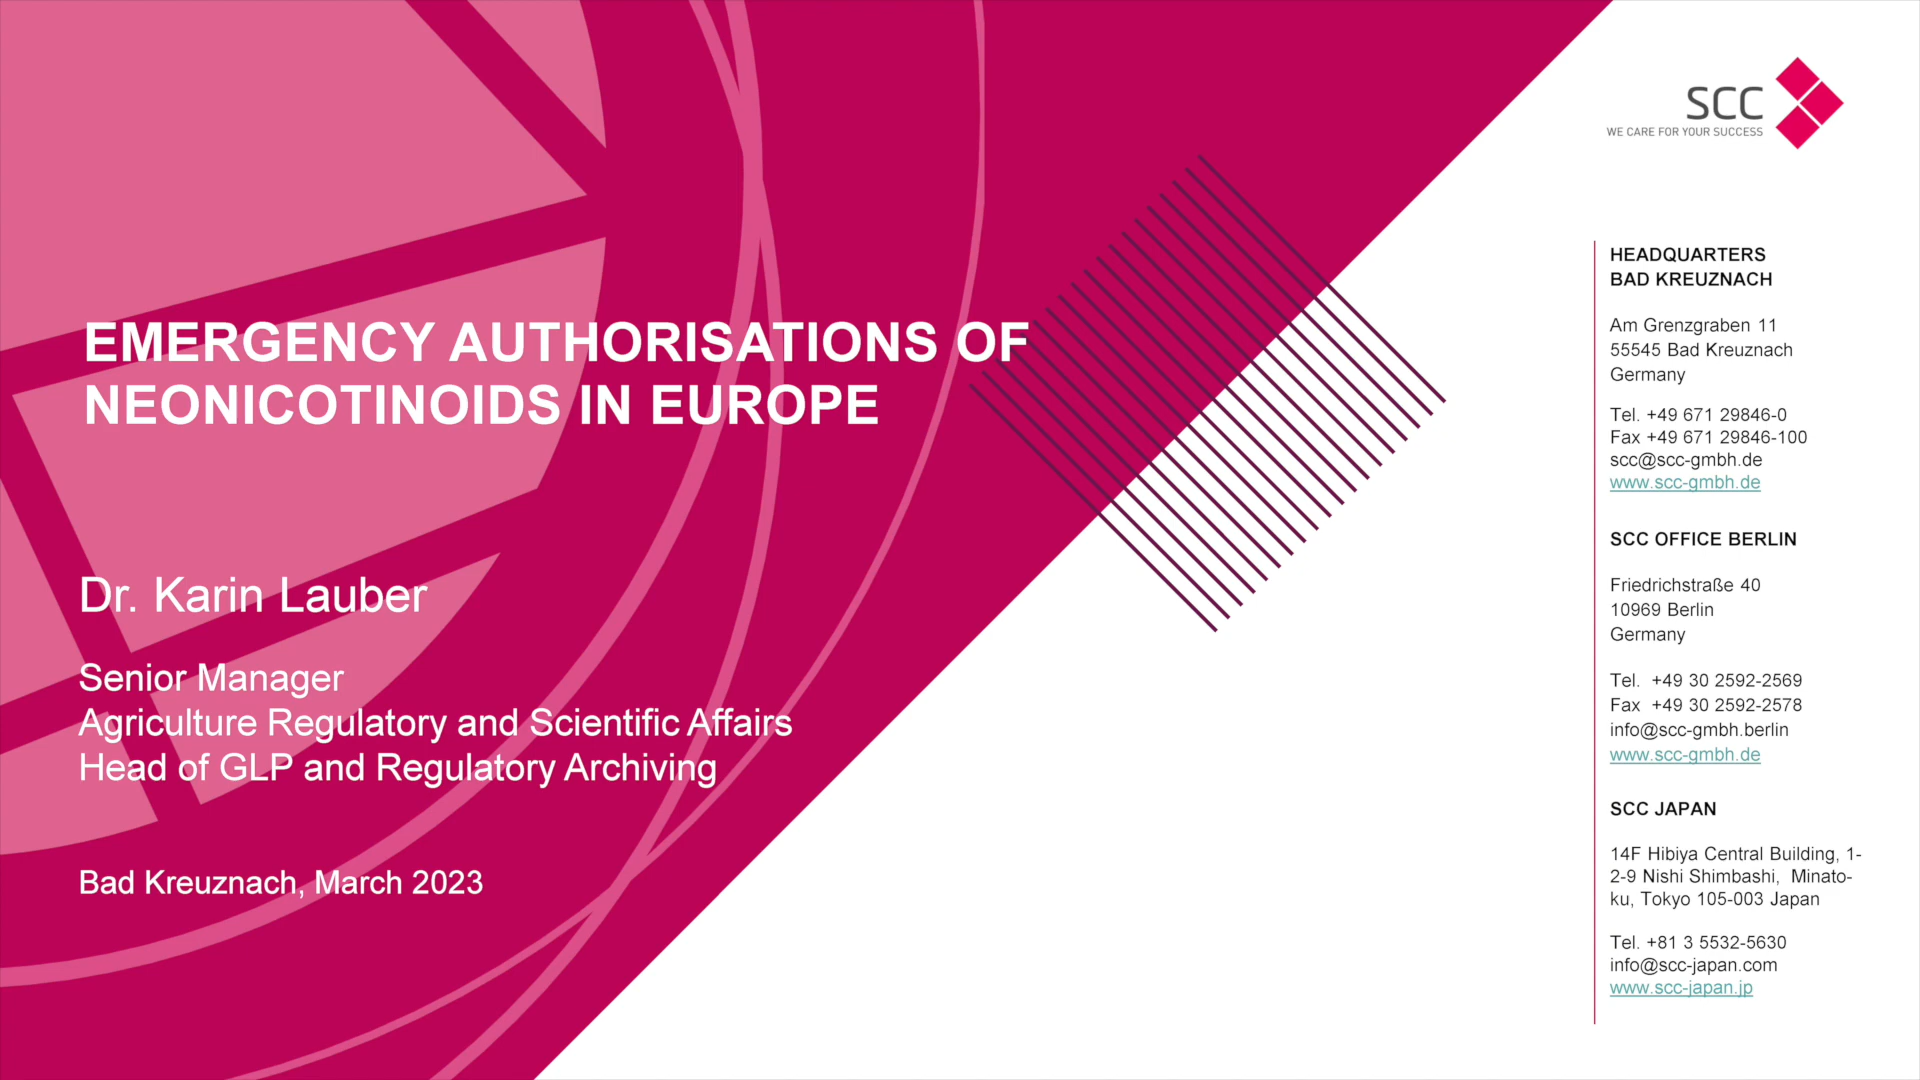 EMERGENCY AUTHORISATIONS OF
NEONICOTINOIDS IN EUROPE
Dr. Karin Lauber
Senior Manager
Agriculture Regulatory and Scientific Affairs
Head of GLP and Regulatory Archiving
Bad Kreuznach, March 2023
SCC
WE CARE FOR YOUR SUCCESS
HEADQUARTERS
BAD KREUZNACH
Am Grenzgraben 11
55545 Bad Kreuznach
Germany
Tel. +49 671 29846-0
Fax +49 671 29846-100
scc@scc-gmbh.de
www.scc-gmbh.de
SCC OFFICE BERLIN
Friedrichstraße 40
10969 Berlin
Germany
Tel. +49 30 2592-2569
Fax +49 30 2592-2578
info@scc-gmbh.berlin
www.scc-gmbh.de
SCC JAPAN
14F Hibiya Central Building, 1-
2-9 Nishi Shimbashi, Minato-
ku, Tokyo 105-003 Japan
Tel. +81 3 5532-5630
info@scc-japan.com
www.scc-japan.jp